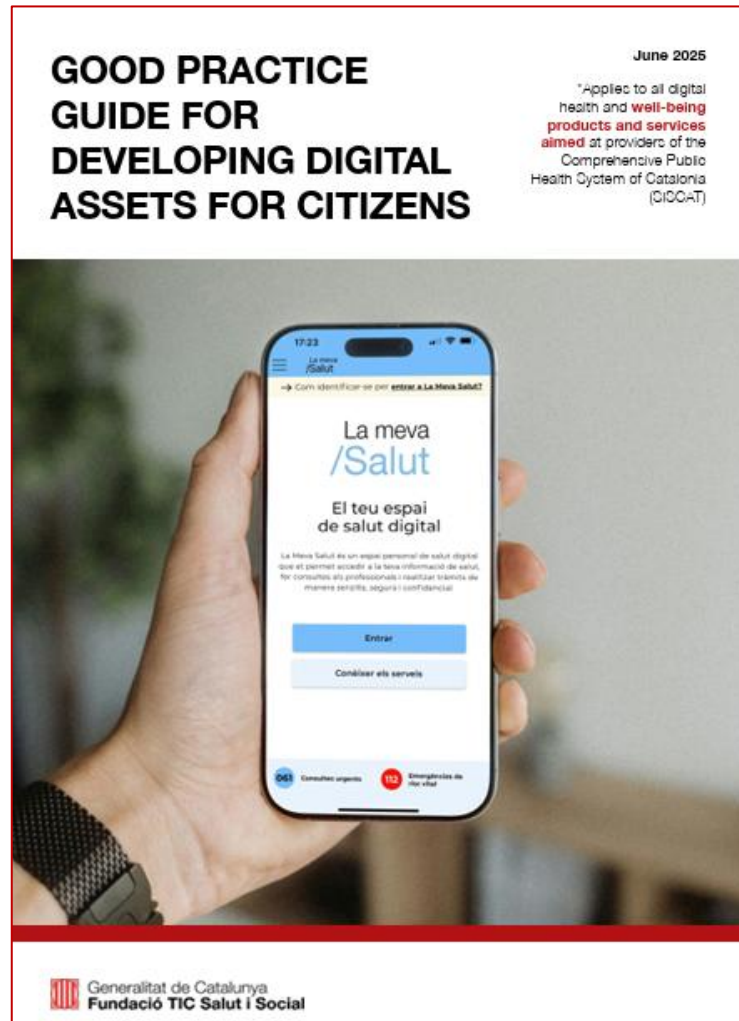 GOOD PRACTICE
GUIDE FOR
DEVELOPING DIGITAL
ASSETS FOR CITIZENS
June 2025
*Applies to all digital
health and well-being
products and services
aimed at providers of the
Comprehensive Public
Health System of Catalonia
(SISCAT)
17:23
La meva
/Salut
→ Com identificar-se per entrar a La Meva Salut?
La meva
/Salut
El teu espai
de salut digital
La Meva Salut és un espai personal de salut digital
que et permet accedir a la teva informació de salut,
fer consultes als professionals i realitzar tràmits de
manera senzilla, segura i confidencial
Entrar
Conèixer els serveis
061 Consultes urgents
112 Emergències de
risc vital
Generalitat de Catalunya
Fundació TIC Salut i Social